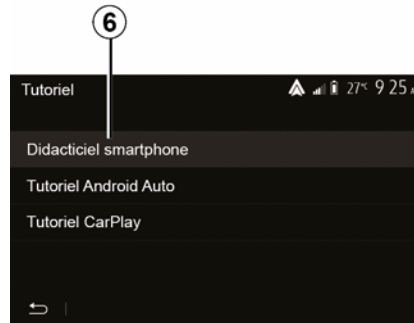 6
Tutoriel 27°C 9 25
Didacticiel smartphone
Tutoriel Android Auto
Tutoriel CarPlay